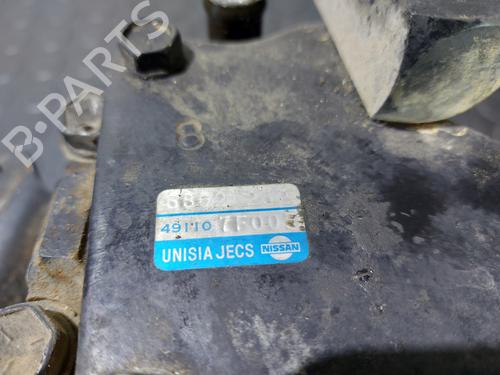 B-PARTS
8
49110 7F00
UNISIA JECS NISSAN